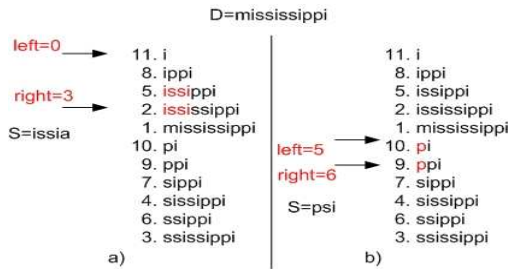 D=mississippi
left=0
right=3
S=issia
11. i
8. ippi
5. issippi
2. ississippi
1. mississippi
10. pi
9. ppi
7. sippi
4. sissippi
6. ssippi
3. ssissippi
a)
left=5
right=6
S=psi
11. i
8. ippi
5. issippi
2. ississippi
1. mississippi
10. pi
9. ppi
7. sippi
4. sissippi
6. ssippi
3. ssissippi
b)